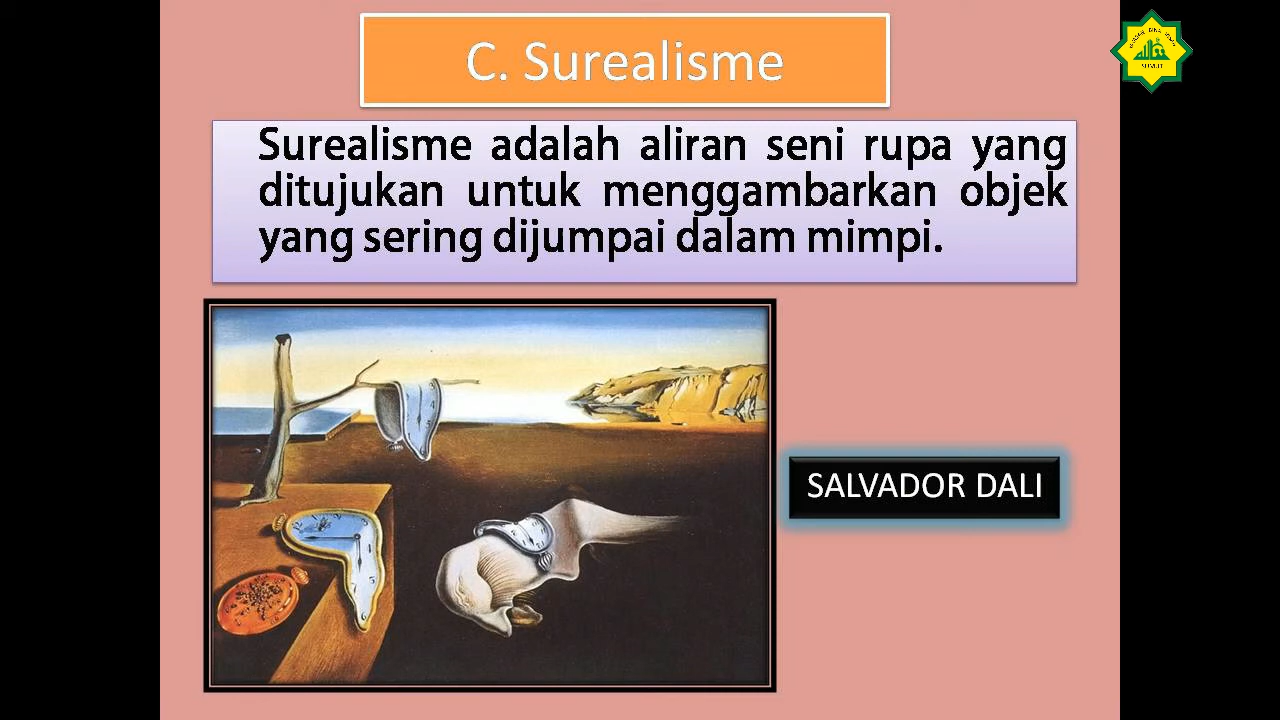 C. Surealisme
Surealisme adalah aliran seni rupa yang
ditujukan untuk menggambarkan objek
yang sering dijumpai dalam mimpi.
SALVADOR DALI